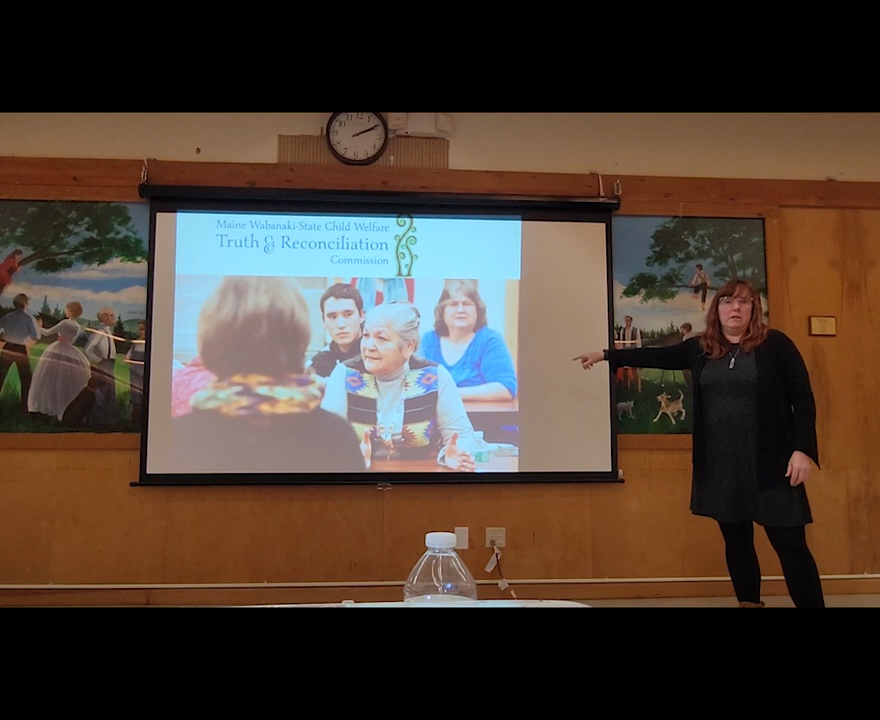 Maine Wabanaki-State Child Welfare
Truth & Reconciliation
Commission